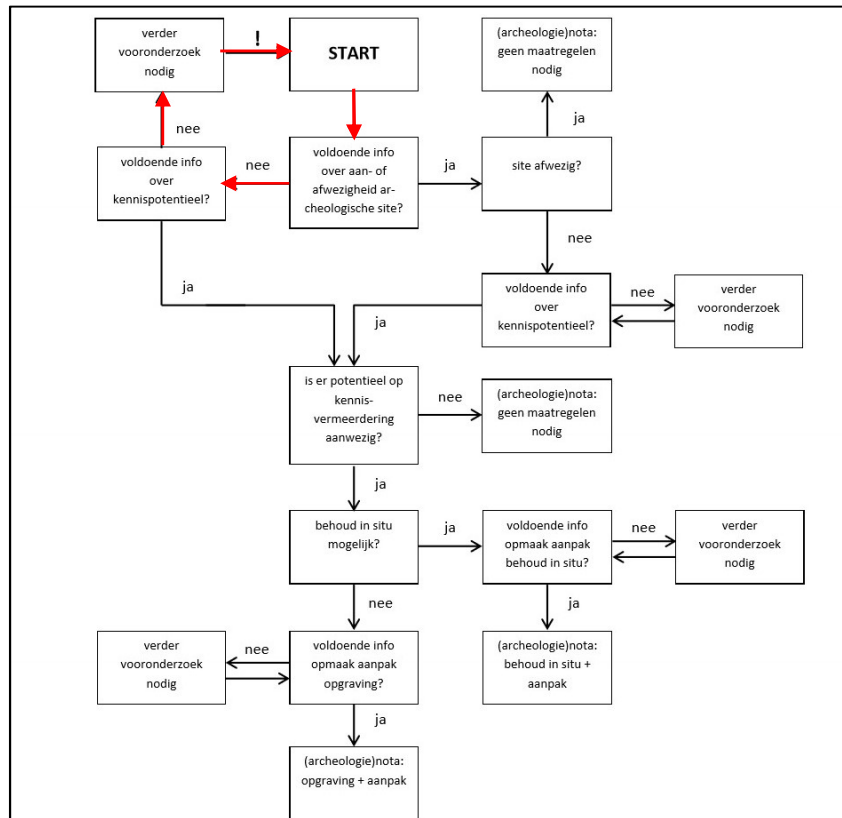 verder
vooronderzoek
nodig
!
START
(archeologie)nota:
geen maatregelen
nodig
nee
ja
voldoende info
over
kennispotentieel?
nee
voldoende info
over aan- of
afwezigheid ar-
cheologische site?
ja
site afwezig?
nee
ja
voldoende info
over
kennispotentieel?
nee
verder
vooronderzoek
nodig
ja
is er potentieel op
kennis-
vermeerdering
aanwezig?
nee
(archeologie)nota:
geen maatregelen
nodig
ja
behoud in situ
mogelijk?
ja
voldoende info
opmaak aanpak
behoud in situ?
nee
verder
vooronderzoek
nodig
nee
ja
verder
vooronderzoek
nodig
nee
voldoende info
opmaak aanpak
opgraving?
(archeologie)nota:
behoud in situ +
aanpak
ja
(archeologie)nota:
opgraving + aanpak